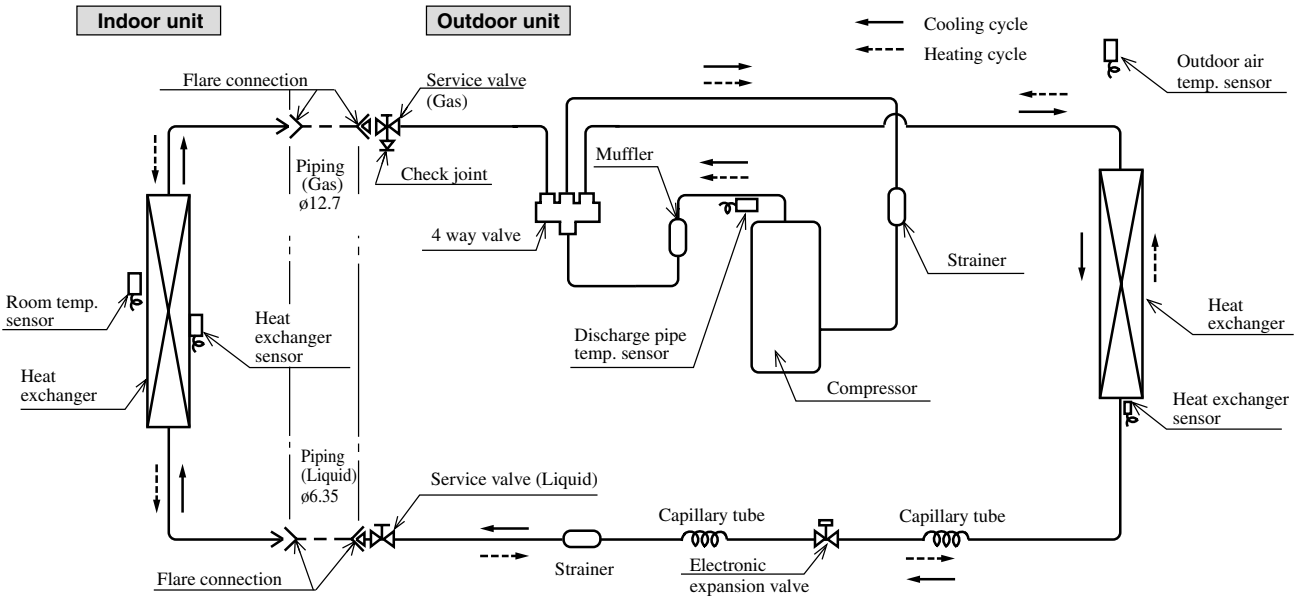 Indoor unit
Outdoor unit
Cooling cycle
Heating cycle
Outdoor air
temp. sensor
Flare connection
Service valve
(Gas)
Muffler
Piping
(Gas)
ø12.7
Check joint
4 way valve
Strainer
Room temp.
sensor
Heat
exchanger
sensor
Heat
exchanger
Discharge pipe
temp. sensor
Compressor
Heat
exchanger
Heat exchanger
sensor
Piping
(Liquid)
ø6.35
Service valve (Liquid)
Capillary tube
Capillary tube
Flare connection
Strainer
Electronic
expansion valve